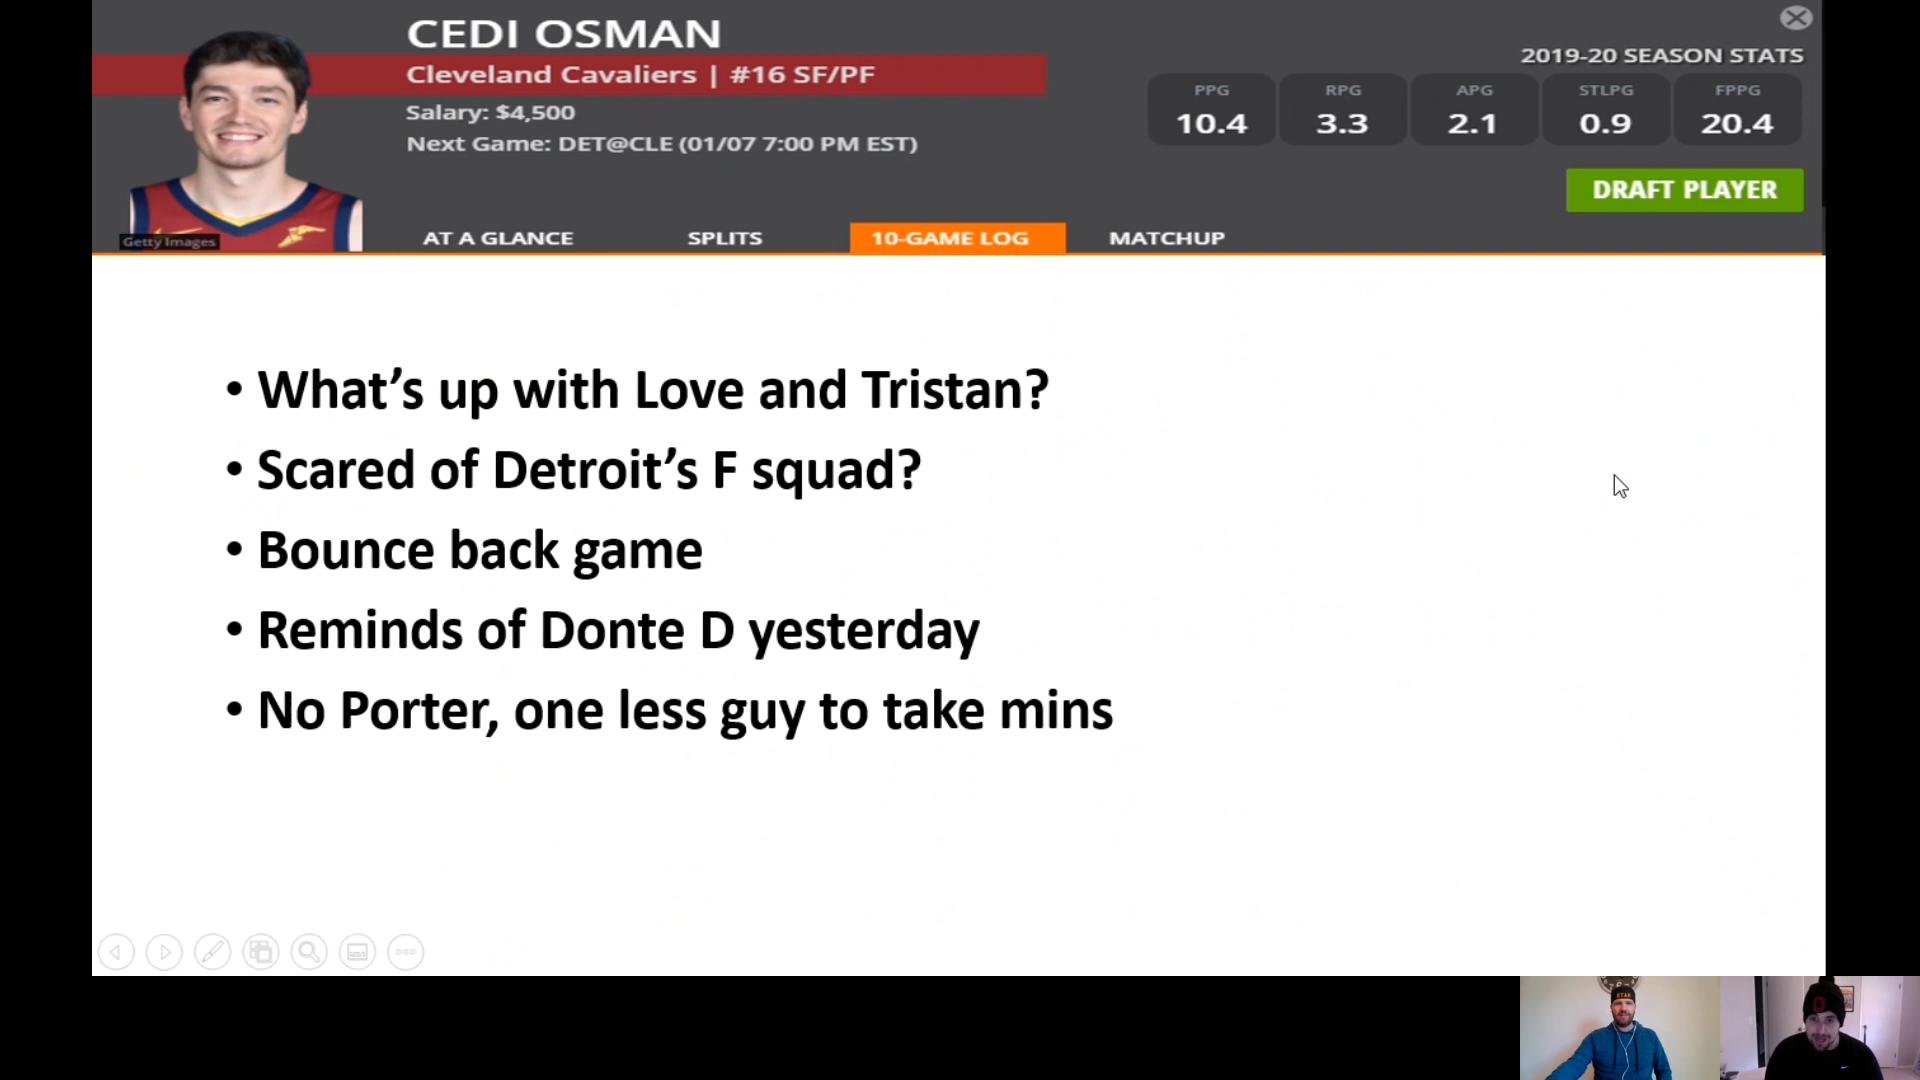 CEDI OSMAN
Cleveland Cavaliers | #16 SF/PF
Salary: $4,500
Next Game: DET@CLE (01/07 7:00 PM EST)
2019-20 SEASON STATS
PPG RPG APG STLPG FPPG
10.4 3.3 2.1 0.9 20.4
DRAFT PLAYER
Getty Images
AT A GLANCE SPLITS 10-GAME LOG MATCHUP
• What’s up with Love and Tristan?
• Scared of Detroit’s F squad?
• Bounce back game
• Reminds of Donte D yesterday
• No Porter, one less guy to take mins